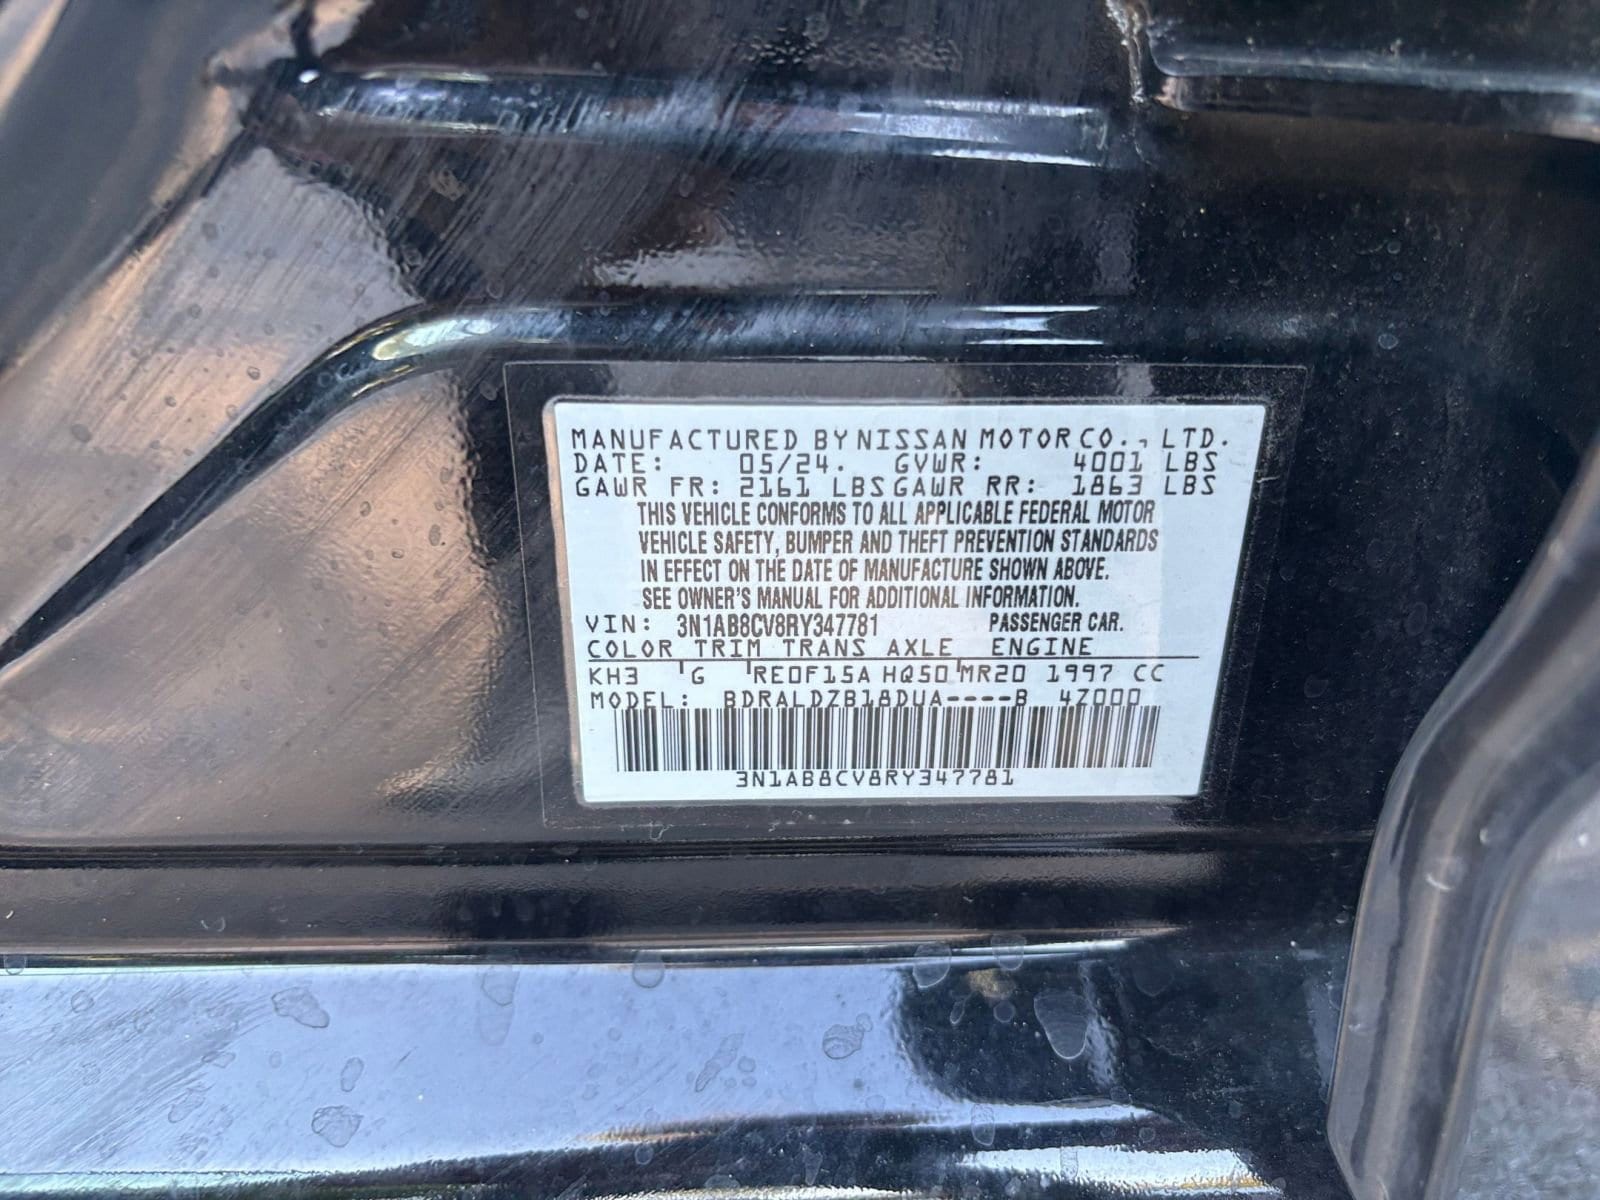 MANUFACTURED BY NISSAN MOTOR CO., LTD.
DATE: 05/24. GVWR: 4001 LBS
GAWR FR: 2161 LBS GAWR RR: 1863 LBS
THIS VEHICLE CONFORMS TO ALL APPLICABLE FEDERAL MOTOR
VEHICLE SAFETY, BUMPER AND THEFT PREVENTION STANDARDS
IN EFFECT ON THE DATE OF MANUFACTURE SHOWN ABOVE.
SEE OWNER'S MANUAL FOR ADDITIONAL INFORMATION.
VIN: 3N1AB8CV8RY347781 PASSENGER CAR.
COLOR TRIM TRANS AXLE ENGINE
KH3 G RE0F15A HQ50 MR20 1997 CC
MODEL: BDRALDZB18DUA----B 4Z000
3N1AB8CV8RY347781